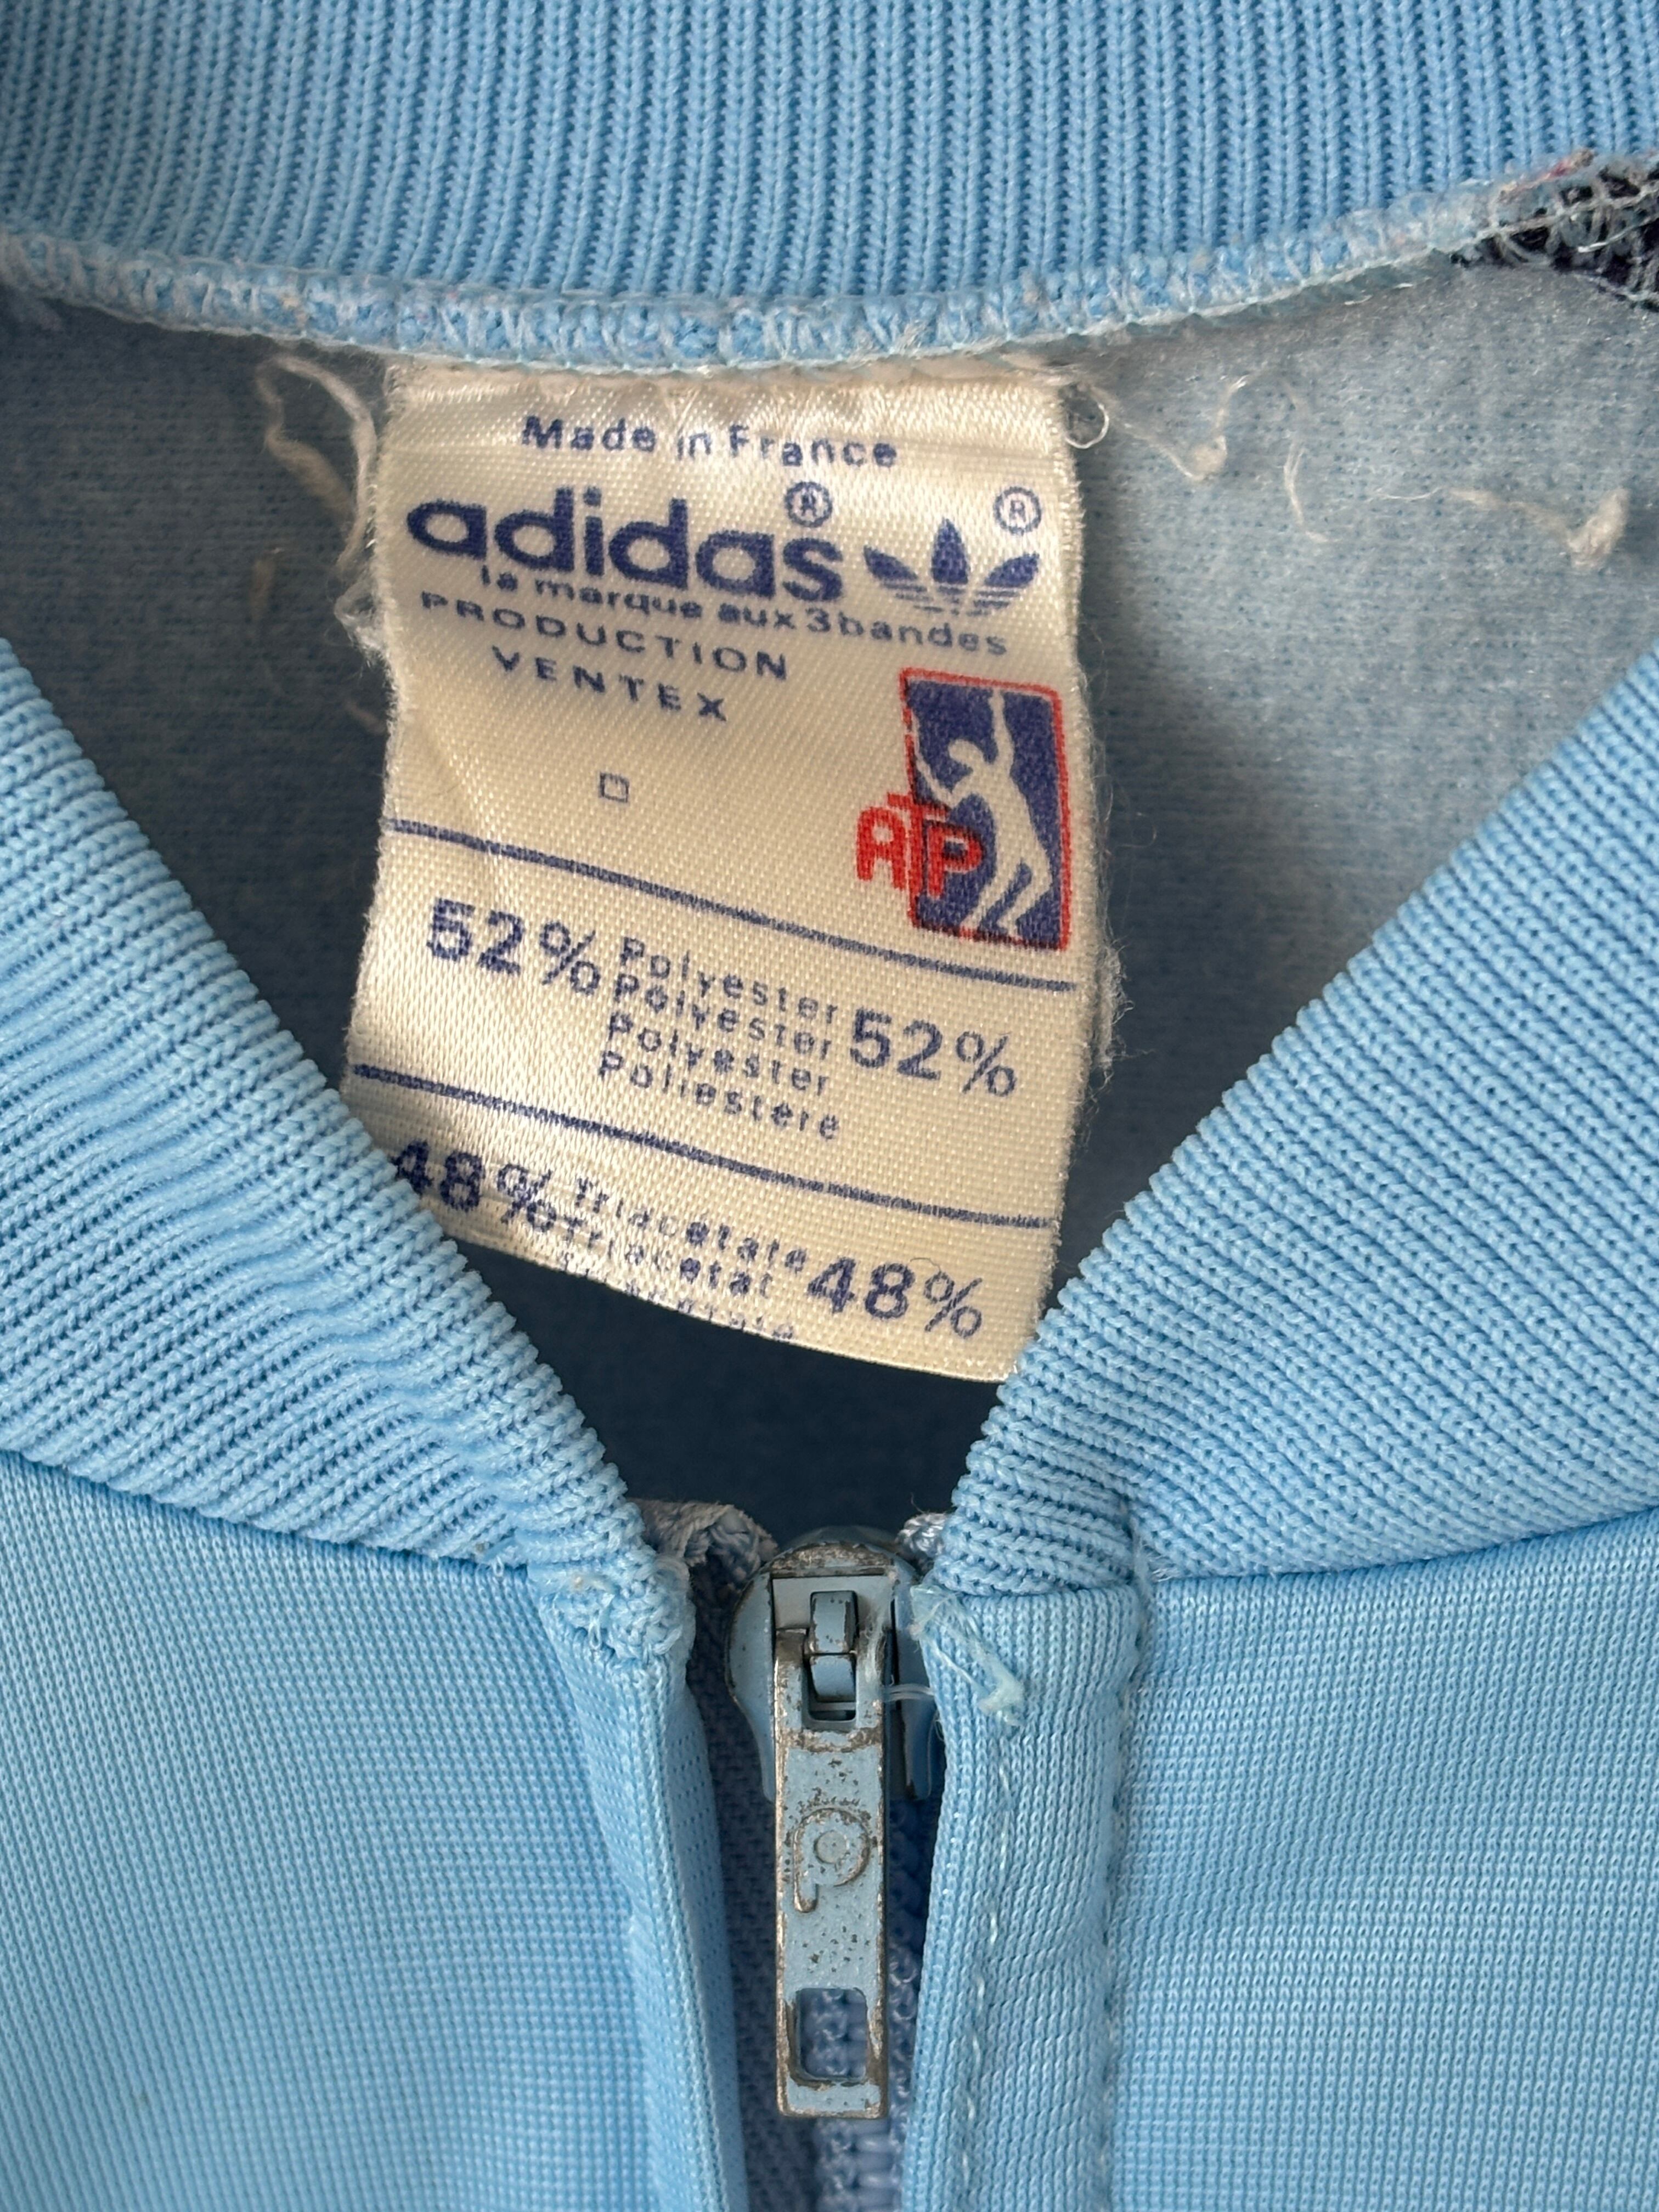 Made in France
adidas ® ®
la marque aux 3 bandes
PRODUCTION
VENTEX
ATP
52% Polyester 52%
Polyester
Polyester
Poliestere
48% Triacetate 48%
Triacetat